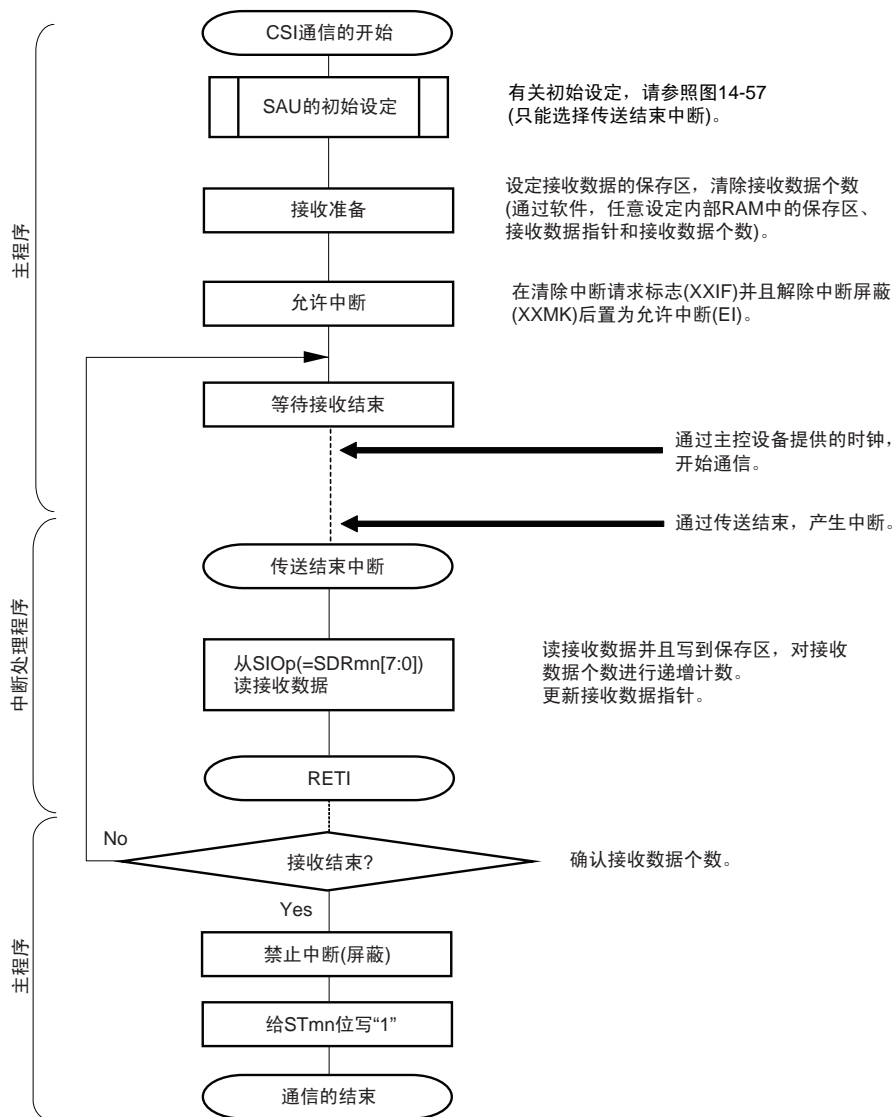 CSI通信的开始
SAU的初始设定
有关初始设定，请参照图14-57
(只能选择传送结束中断)。
接收准备
设定接收数据的保存区，清除接收数据个数
(通过软件，任意设定内部RAM中的保存区、
接收数据指针和接收数据个数)。
主程序
允许中断
在清除中断请求标志(XXIF)并且解除中断屏蔽
(XXMK)后置为允许中断(EI)。
等待接收结束
通过主控设备提供的时钟，
开始通信。
通过传送结束，产生中断。
传送结束中断
中断处理程序
从SIOp(=SDRmn[7:0])
读接收数据
读接收数据并且写到保存区，对接收
数据个数进行递增计数。
更新接收数据指针。
RETI
No
接收结束?
确认接收数据个数。
Yes
主程序
禁止中断(屏蔽)
给STmn位写“1”
通信的结束